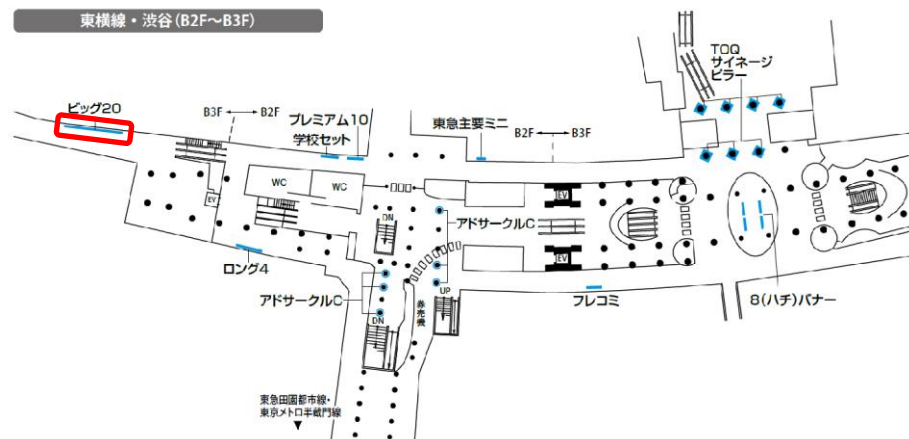 東横線・渋谷(B2F〜B3F)
TOQ
サイネージ
ピラー
ビッグ20
B3F
B2F
プレミアム10
学校セット
東急主要ミニ
B2F
B3F
WC
WC
EV
DN
EV
アドサークルC
EV
ロング4
アドサークルC
UP
券売機
DN
フレコミ
8(ハチ)バナー
東急田園都市線・
東京メトロ半蔵門線